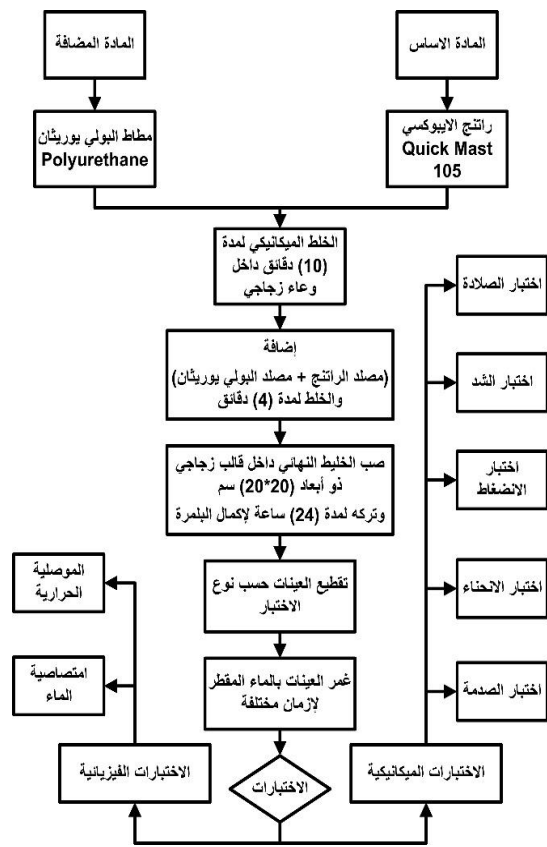 المادة الاساس
المادة المضافة
راتنج الايبوكسي
Quick Mast
105
مطاط البولي يوريثان
Polyurethane
الخلط الميكانيكي لمدة
(10) دقائق داخل
وعاء زجاجي
إضافة
(مصلد الراتنج + مصلد البولي يوريثان)
والخلط لمدة (4) دقائق
صب الخليط النهائي داخل قالب زجاجي
ذو أبعاد (20*20) سم
وتركه لمدة (24) ساعة لإكمال البلمرة
تقطيع العينات حسب نوع
الاختبار
غمر العينات بالماء المقطر
لإزمان مختلفة
الاختبارات
الاختبارات الميكانيكية
اختبار الصلادة
اختبار الشد
اختبار
الانضغاط
اختبار الانحناء
اختبار الصدمة
الاختبارات الفيزيائية
الموصلية
الحرارية
امتصاصية
الماء